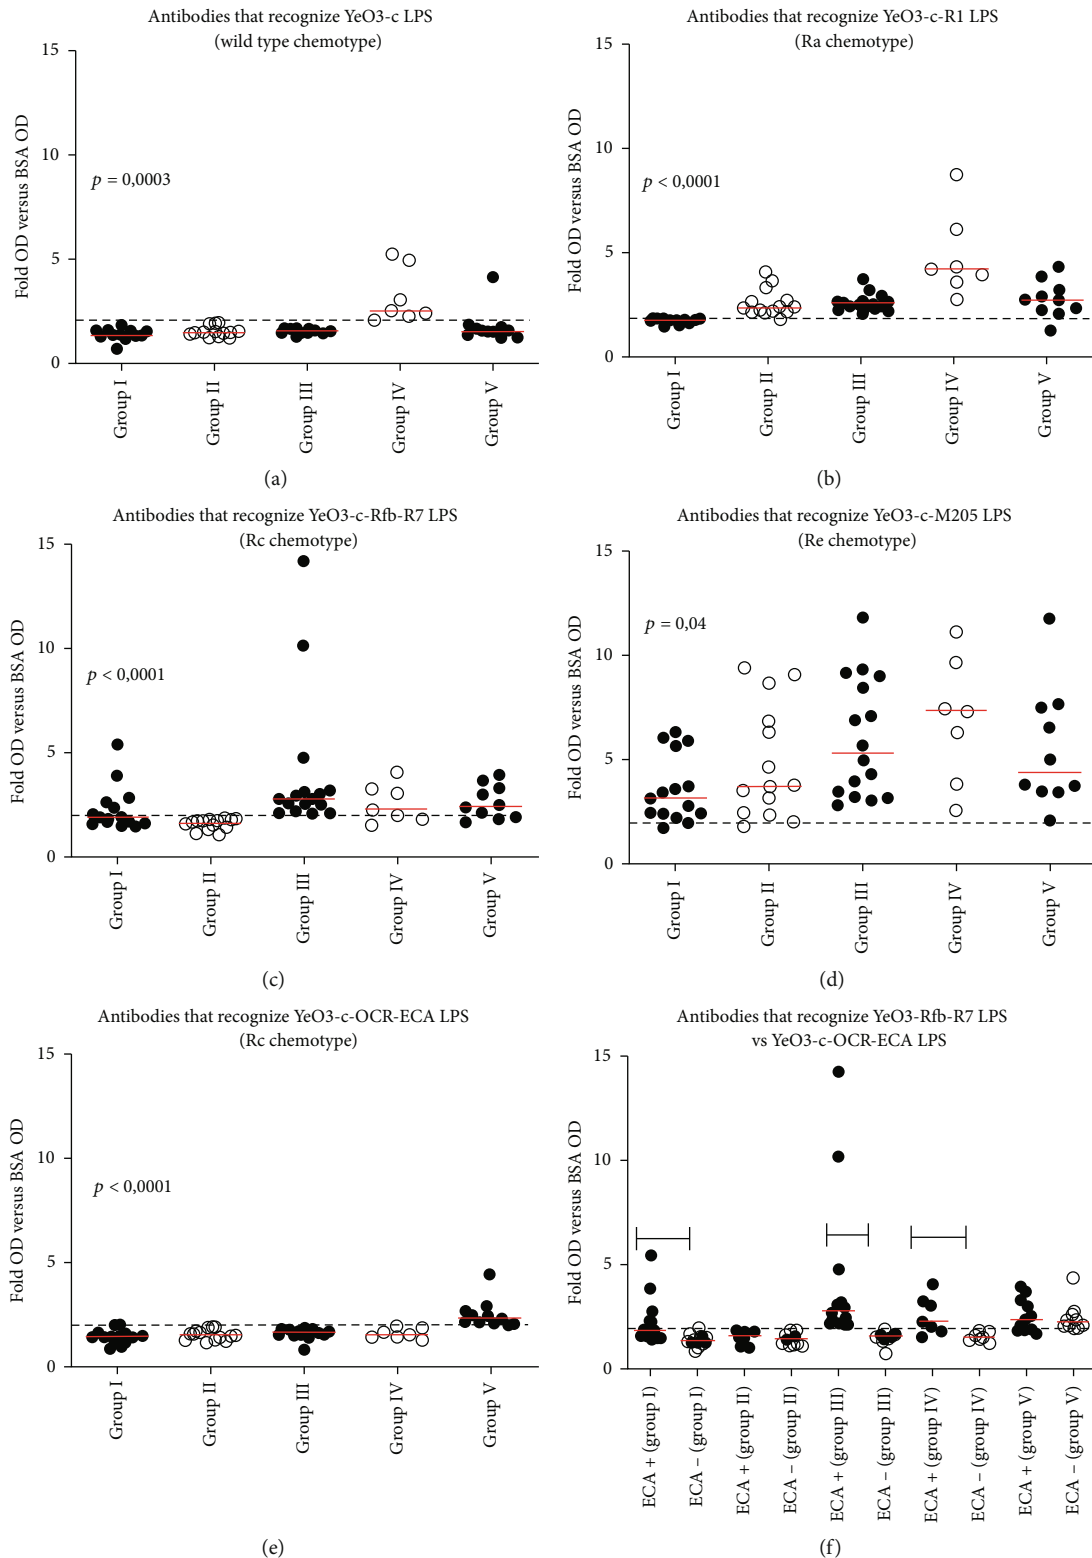 Antibodies that recognize YeO3-c LPS
(wild type chemotype)
15
10
5
0
Fold OD versus BSA OD
p = 0,0003
Group I
Group II
Group III
Group IV
Group V
(a)
Antibodies that recognize YeO3-c-R1 LPS
(Ra chemotype)
15
10
5
0
Fold OD versus BSA OD
p < 0,0001
Group I
Group II
Group III
Group IV
Group V
(b)
Antibodies that recognize YeO3-c-Rfb-R7 LPS
(Rc chemotype)
15
10
5
0
Fold OD versus BSA OD
p < 0,0001
Group I
Group II
Group III
Group IV
Group V
(c)
Antibodies that recognize YeO3-c-M205 LPS
(Re chemotype)
15
10
5
0
Fold OD versus BSA OD
p = 0,04
Group I
Group II
Group III
Group IV
Group V
(d)
Antibodies that recognize YeO3-c-OCR-ECA LPS
(Rc chemotype)
15
10
5
0
Fold OD versus BSA OD
p < 0,0001
Group I
Group II
Group III
Group IV
Group V
(e)
Antibodies that recognize YeO3-Rfb-R7 LPS
vs YeO3-c-OCR-ECA LPS
15
10
5
0
Fold OD versus BSA OD
ECA + (group I)
ECA – (group I)
ECA + (group II)
ECA – (group II)
ECA + (group III)
ECA – (group III)
ECA + (group IV)
ECA – (group IV)
ECA + (group V)
ECA – (group V)
(f)